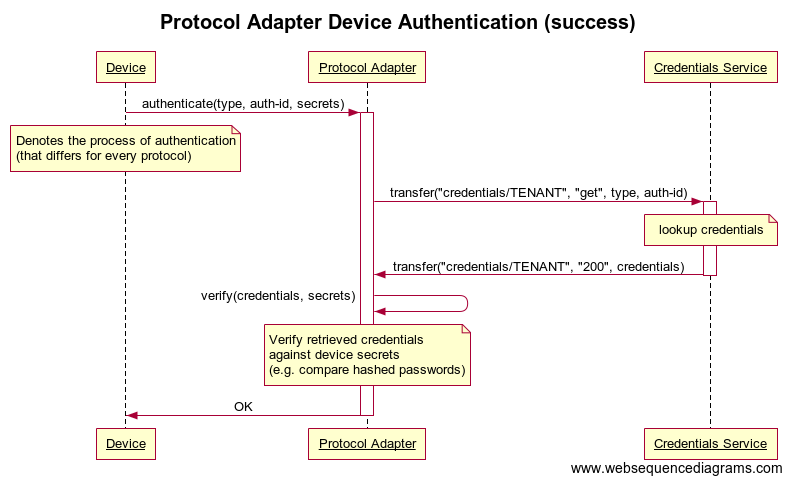 Protocol Adapter Device Authentication (success)
Device
Protocol Adapter
Credentials Service
authenticate(type, auth-id, secrets)
Denotes the process of authentication
(that differs for every protocol)
transfer("credentials/TENANT", "get", type, auth-id)
lookup credentials
transfer("credentials/TENANT", "200", credentials)
verify(credentials, secrets)
Verify retrieved credentials
against device secrets
(e.g. compare hashed passwords)
OK
Device
Protocol Adapter
Credentials Service
www.websequencediagrams.com